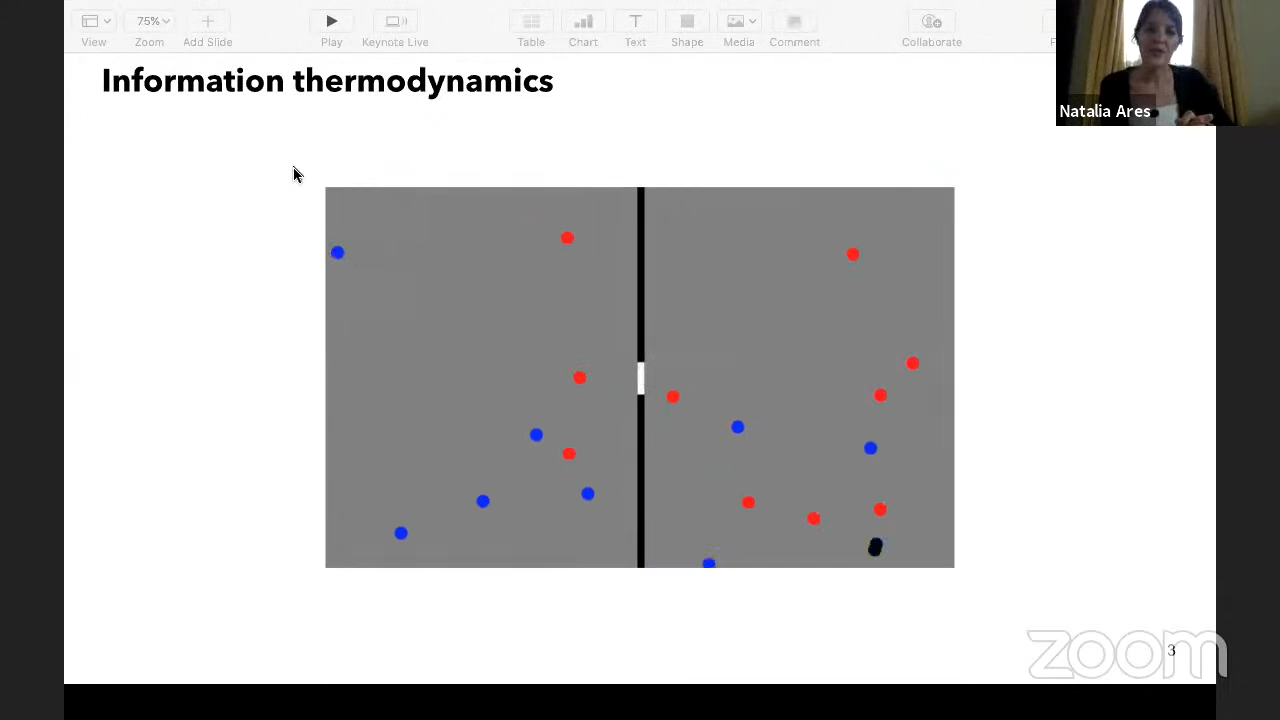 75%
View
Zoom
Add Slide
Play
Keynote Live
Table
Chart
Text
Shape
Media
Comment
Collaborate
Information thermodynamics
Natalia Ares
zoom
3